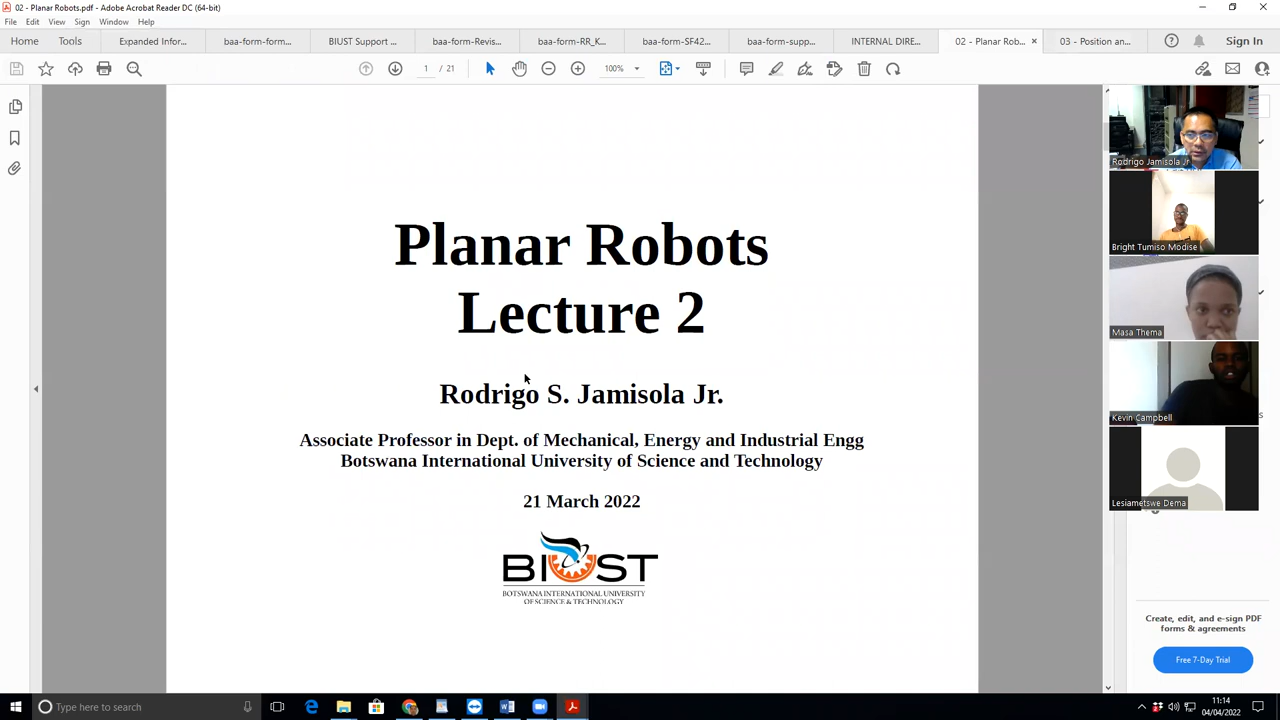 02 - Planar Robots.pdf - Adobe Acrobat Reader DC (64-bit)
File Edit View Sign Window Help
Home Tools Expanded Infor... baa-form-form... BIUST Support ... baa-form-Revis... baa-form-RR_K... baa-form-SF42... baa-form-supp... INTERNAL DIRE... 02 - Planar Rob... × 03 - Position an... Sign In
1 / 21 100%
Planar Robots
Lecture 2
Rodrigo S. Jamisola Jr.
Associate Professor in Dept. of Mechanical, Energy and Industrial Engg
Botswana International University of Science and Technology
21 March 2022
BIUST
BOTSWANA INTERNATIONAL UNIVERSITY
OF SCIENCE & TECHNOLOGY
Rodrigo Jamisola Jr
Bright Tumiso Modise
Masa Thema
Kevin Campbell
Lesiametswe Dema
Create, edit, and e-sign PDF
forms & agreements
Free 7-Day Trial
Type here to search
11:14
04/04/2022